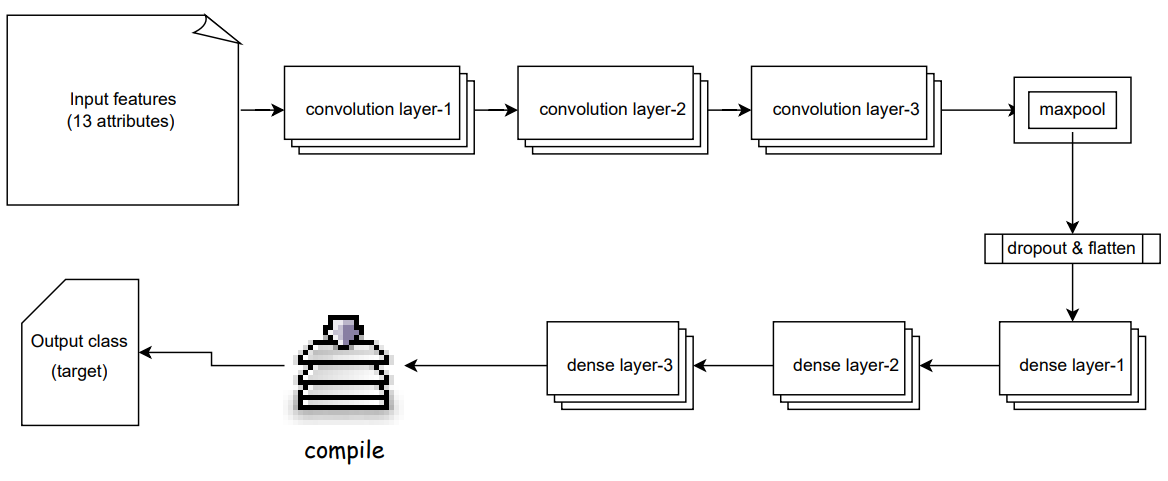 Input features
(13 attributes)
convolution layer-1
convolution layer-2
convolution layer-3
maxpool
dropout & flatten
dense layer-1
dense layer-2
dense layer-3
compile
Output class
(target)